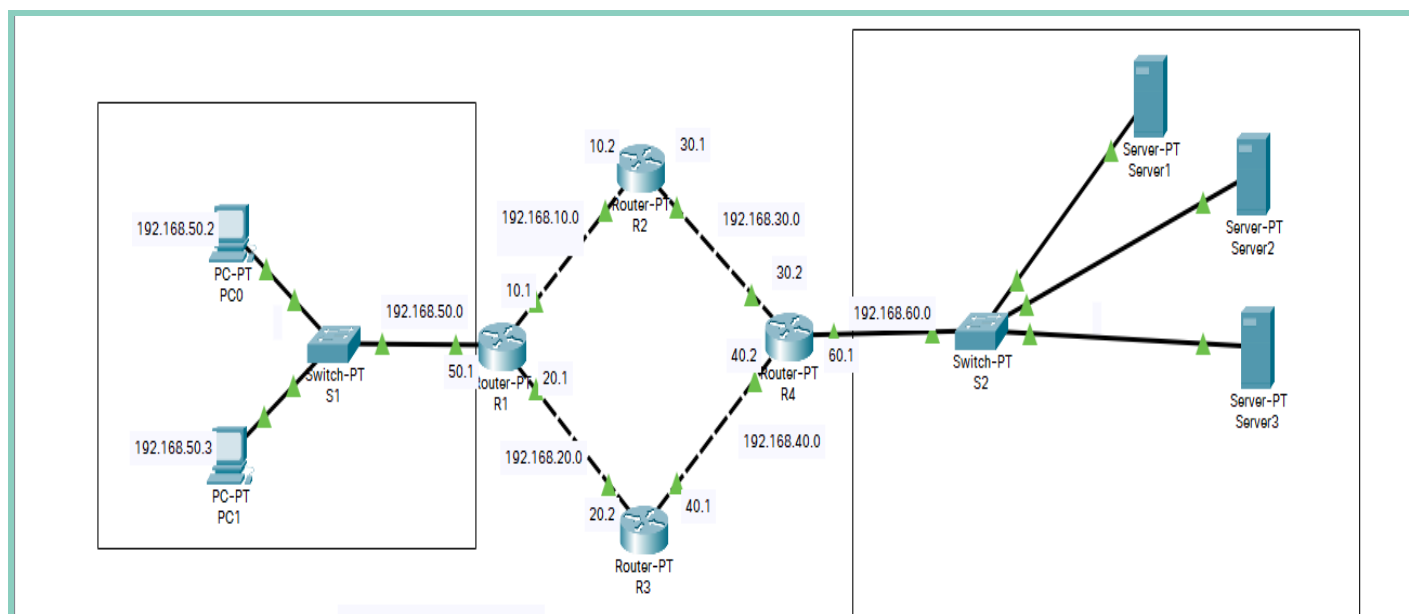 192.168.50.2
PC-PT
PC0
192.168.50.3
PC-PT
PC1
Switch-PT
S1
192.168.50.0
50.1
Router-PT
R1
10.1
20.1
192.168.10.0
192.168.20.0
10.2
30.1
Router-PT
R2
20.2
40.1
Router-PT
R3
192.168.30.0
192.168.40.0
30.2
40.2
60.1
Router-PT
R4
192.168.60.0
Switch-PT
S2
Server-PT
Server1
Server-PT
Server2
Server-PT
Server3